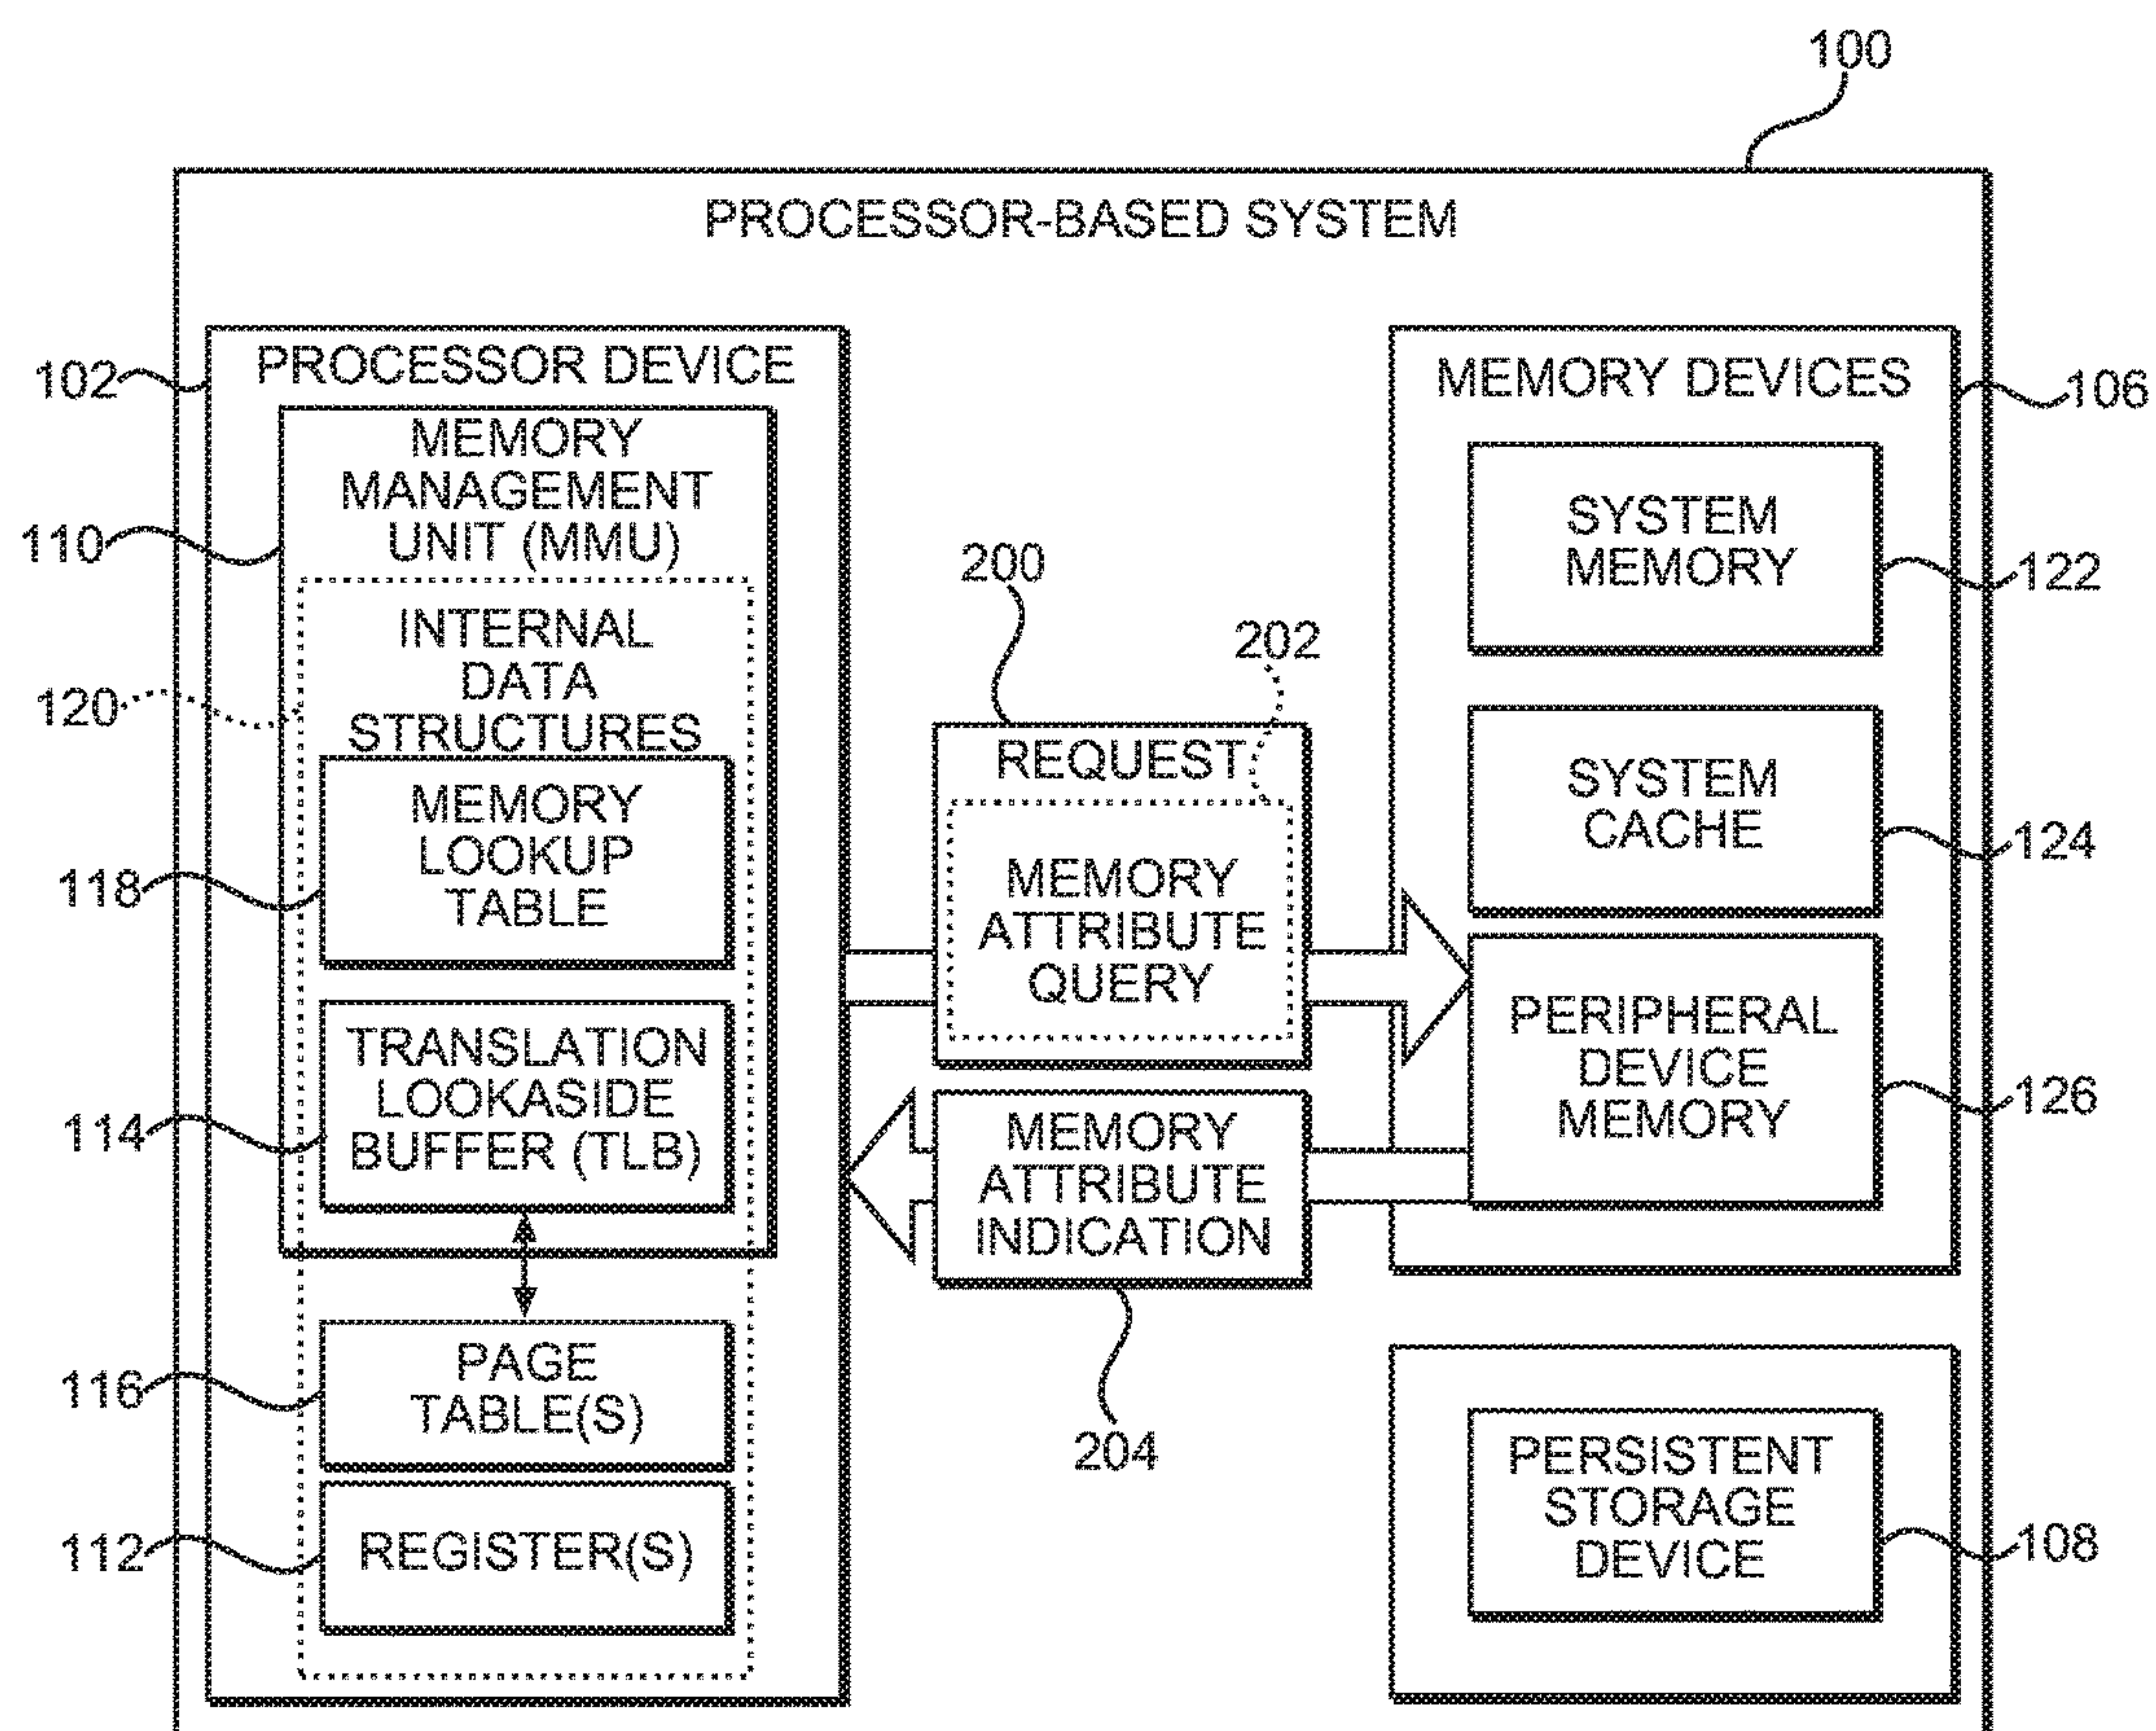 100
PROCESSOR-BASED SYSTEM
102
PROCESSOR DEVICE
110
MEMORY
MANAGEMENT
UNIT (MMU)
120
INTERNAL
DATA
STRUCTURES
118
MEMORY
LOOKUP
TABLE
114
TRANSLATION
LOOKASIDE
BUFFER (TLB)
116
PAGE
TABLE(S)
112
REGISTER(S)
200
202
REQUEST
MEMORY
ATTRIBUTE
QUERY
MEMORY
ATTRIBUTE
INDICATION
204
MEMORY DEVICES
106
SYSTEM
MEMORY
122
SYSTEM
CACHE
124
PERIPHERAL
DEVICE
MEMORY
126
PERSISTENT
STORAGE
DEVICE
108